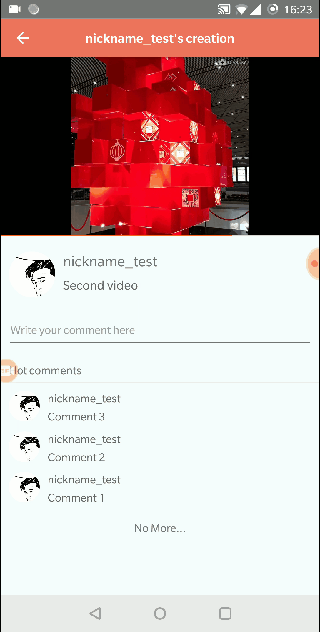 16:23
nickname_test's creation
nickname_test
Second video
Write your comment here
Hot comments
nickname_test
Comment 3
nickname_test
Comment 2
nickname_test
Comment 1
No More...